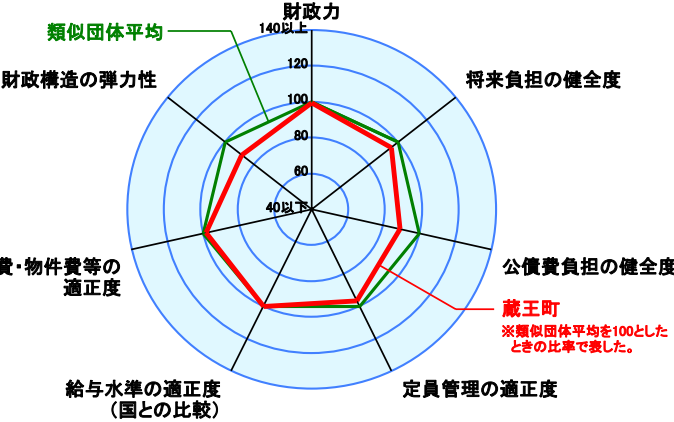 財政力
類似団体平均
140以上
財政構造の弾力性
将来負担の健全度
120
100
80
60
40以下
費・物件費等の
適正度
公債費負担の健全度
蔵王町
※類似団体平均を100とした
ときの比率で表した。
給与水準の適正度
（国との比較）
定員管理の適正度